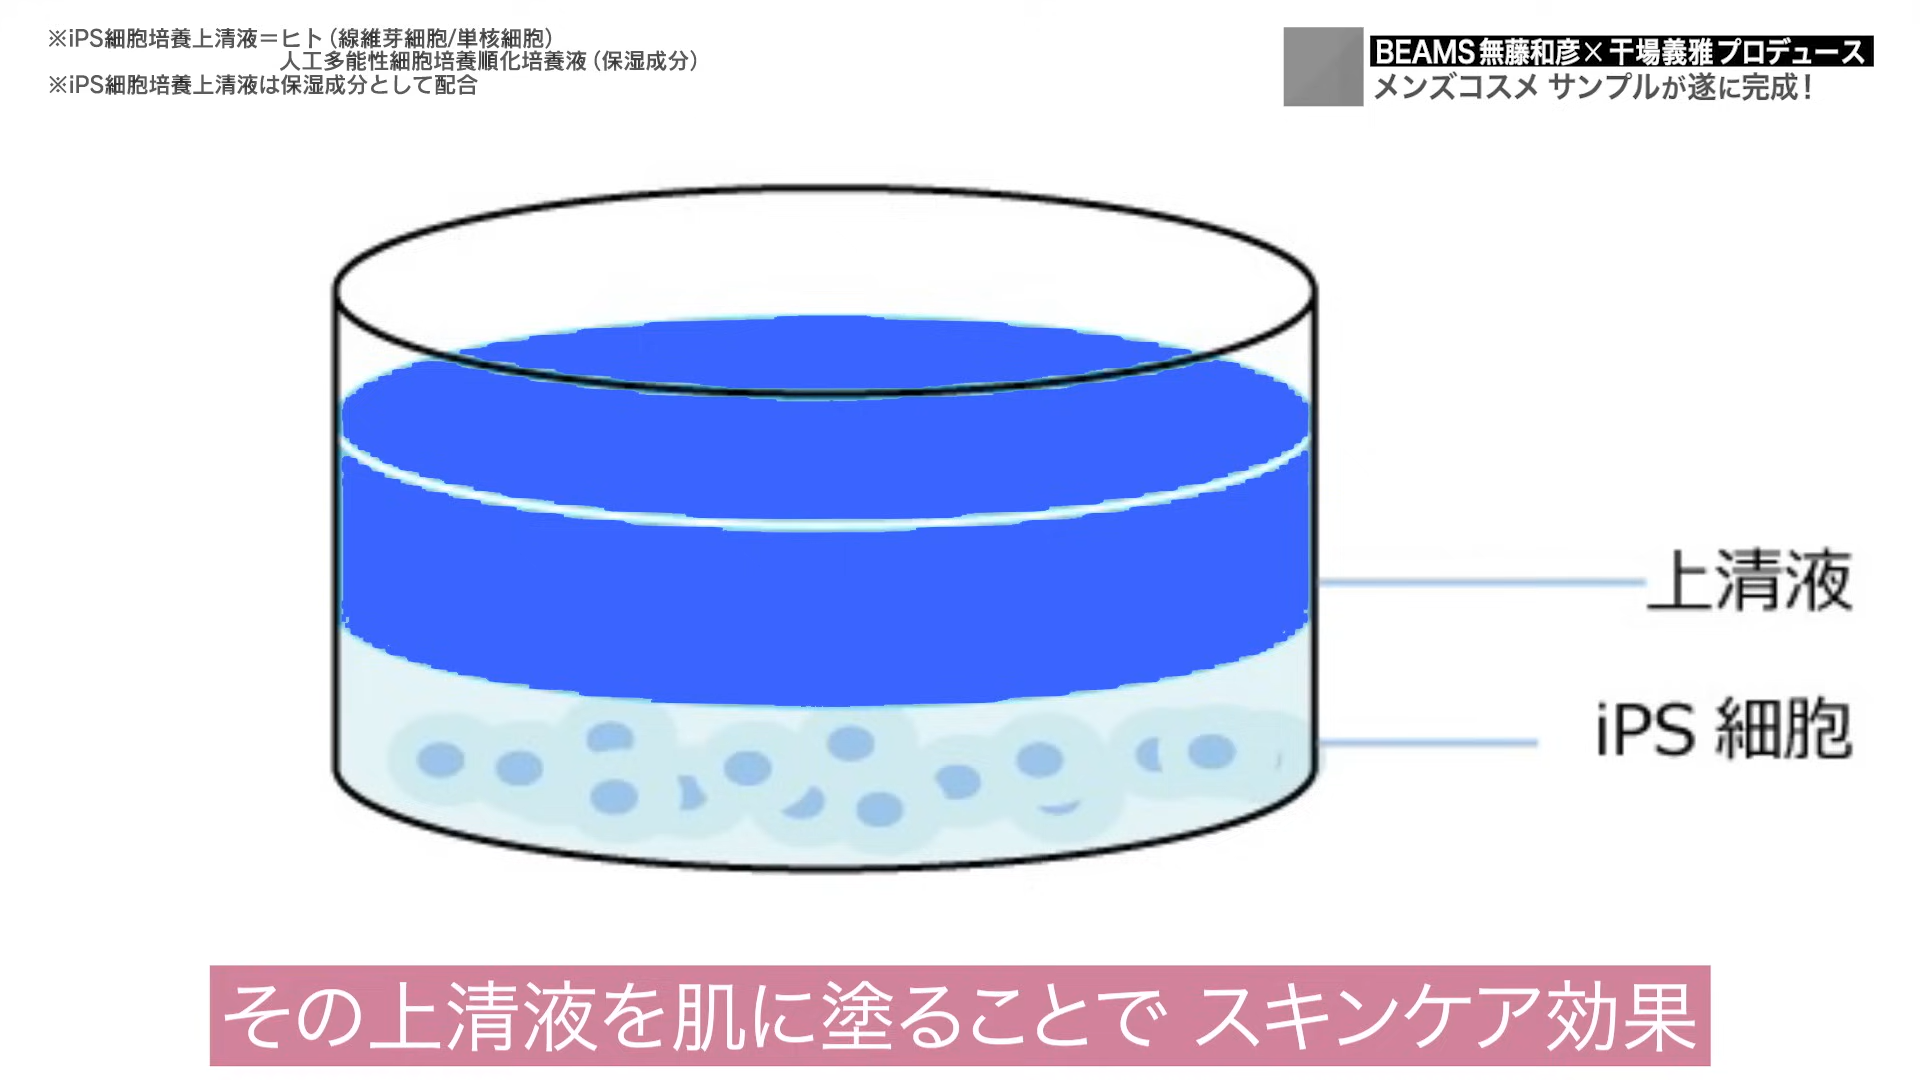 ※iPS細胞培養上清液＝ヒト（線維芽細胞/単核細胞）
人工多能性細胞培養順化培養液（保湿成分）
※iPS細胞培養上清液は保湿成分として配合
BEAMS無藤和彦×干場義雅プロデュース
メンズコスメ サンプルが遂に完成！
上清液
iPS 細胞
その上清液を肌に塗ることで スキンケア効果